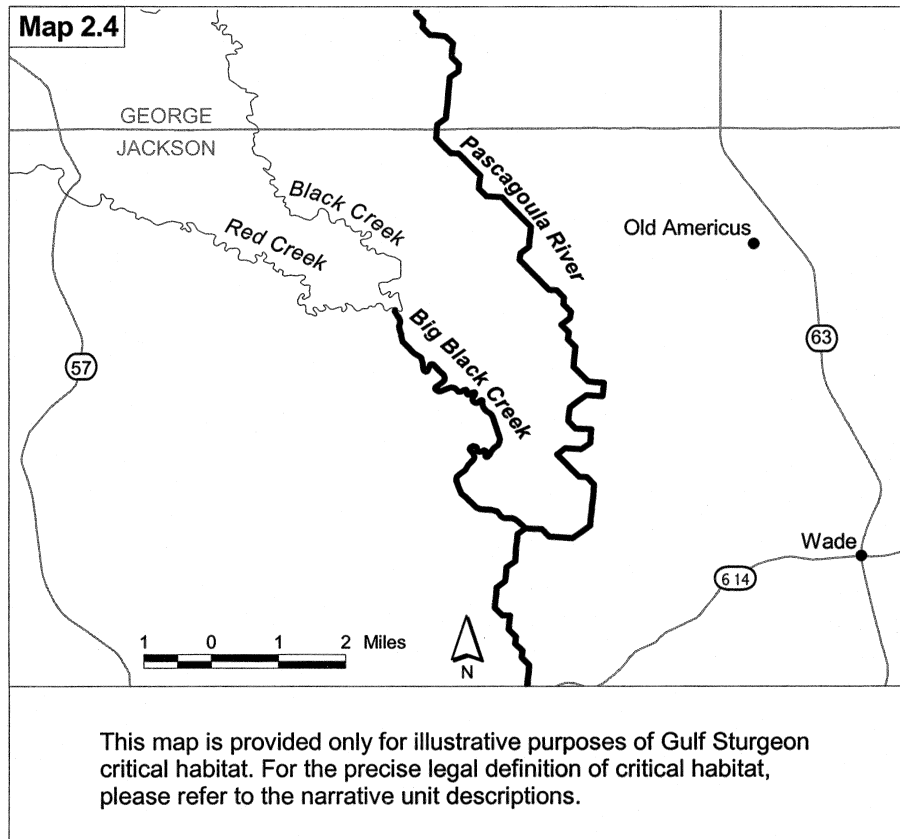 Map 2.4
GEORGE
JACKSON
Pascagoula River
Black Creek
Red Creek
Old Americus
Big Black Creek
63
57
Wade
6 14
1 0 1 2 Miles
N
This map is provided only for illustrative purposes of Gulf Sturgeon
critical habitat. For the precise legal definition of critical habitat,
please refer to the narrative unit descriptions.